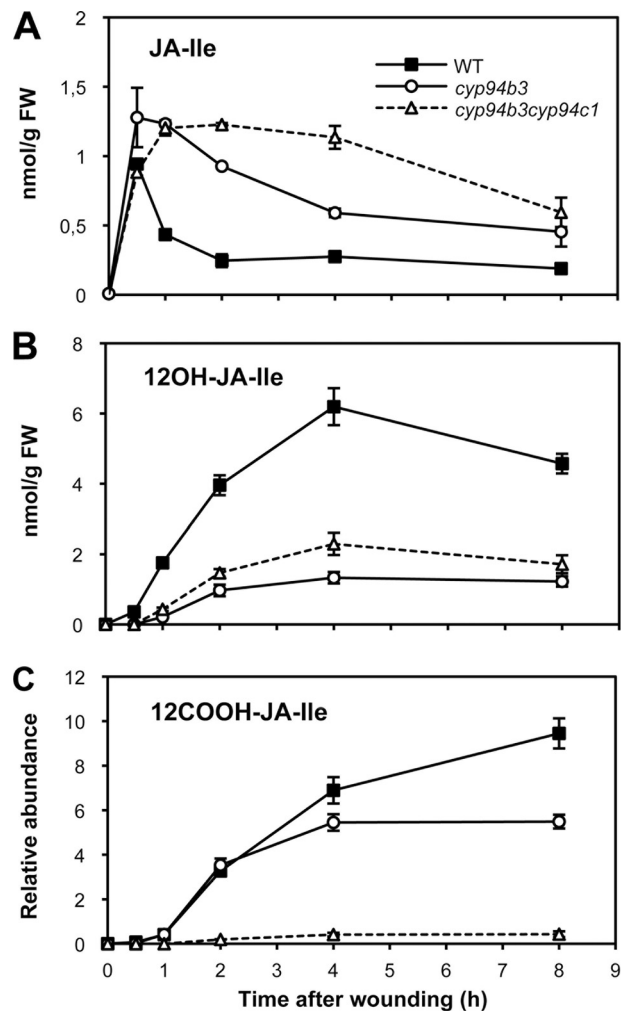 A
JA-Ile
WT
cyp94b3
cyp94b3cyp94c1
nmol/g FW
2
1,5
1
0,5
0
B
12OH-JA-Ile
nmol/g FW
8
6
4
2
0
C
12COOH-JA-Ile
Relative abundance
12
10
8
6
4
2
0
0 1 2 3 4 5 6 7 8 9
Time after wounding (h)